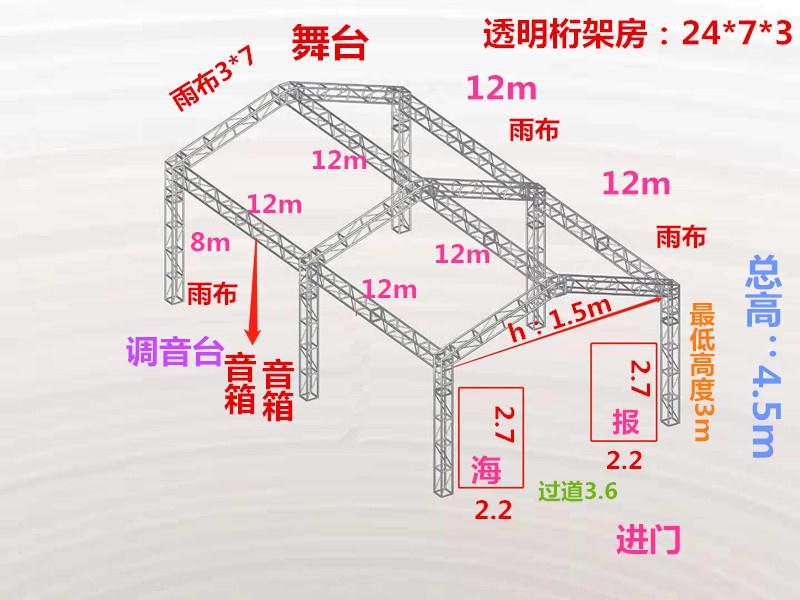 舞台
透明桁架房：24*7*3
雨布3*7
12m
雨布
12m
12m
12m
8m
雨布
12m
雨布
12m
总高：4.5m
h：1.5m
最低高度3m
调音台
音箱
音箱
2.7
报
2.2
2.7
海
2.2
过道3.6
进门